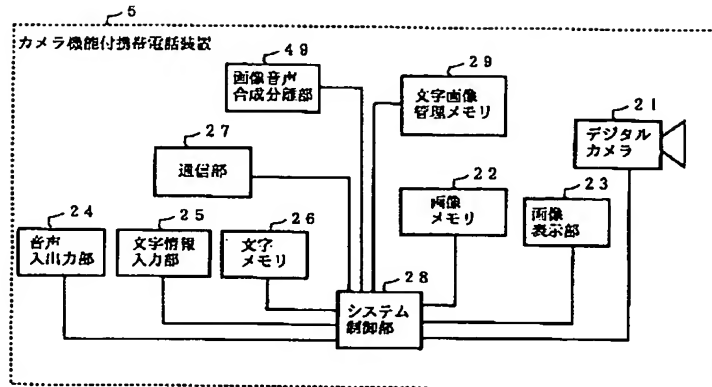 5
カメラ機能付携帯電話装置
49
画像音声
合成分離部
29
文字画像
管理メモリ
21
デジタル
カメラ
27
通信部
22
画像
メモリ
23
画像
表示部
24
音声
入出力部
25
文字情報
入力部
26
文字
メモリ
28
システム
制御部